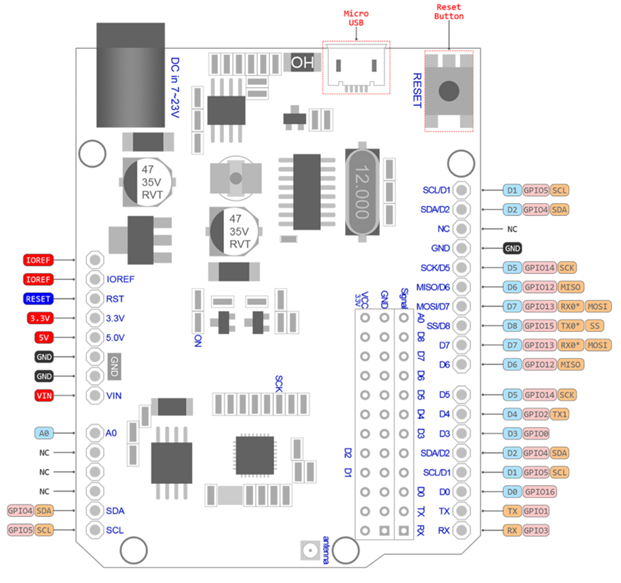 Micro
USB
Reset
Button
DC in 7~23V
OH
RESET
47
35V
RVT
12.000
47
35V
RVT
SCL/D1 D1 GPIO5 SCL
SDA/D2 D2 GPIO4 SDA
NC NC
GND GND
SCK/D5 D5 GPIO14 SCK
MISO/D6 D6 GPIO12 MISO
MOSI/D7 D7 GPIO13 RX0* MOSI
SS/D8 D8 GPIO15 TX0* SS
D7 D7 GPIO13 RX0* MOSI
D6 D6 GPIO12 MISO
D5 D5 GPIO14 SCK
D4 D4 GPIO2 TX1
D3 D3 GPIO0
SDA/D2 D2 GPIO4 SDA
SCL/D1 D1 GPIO5 SCL
D0 D0 GPIO16
TX TX GPIO1
RX RX GPIO3
IOREF
IOREF IOREF
RESET RST
3.3V 3.3V
5V 5.0V
GND
GND
GND
VIN VIN
A0 A0
NC
NC
NC
GPIO4 SDA SDA
GPIO5 SCL SCL
ON
SCK
3.3V
VCC
GND
Signal
A0
D8
D7
D6
D5
D4
D3
D2
D1
D0
TX
RX
antenna